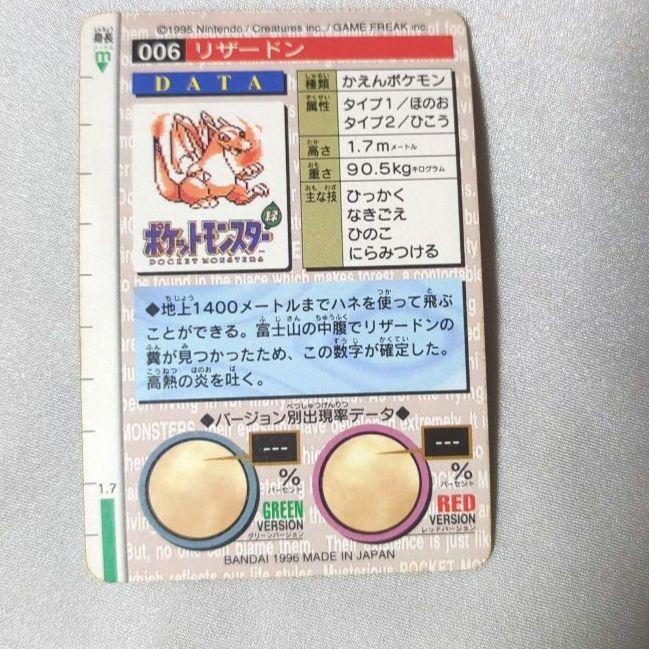 ©1995 Nintendo / Creatures inc. / GAME FREAK inc.
身長
m
006 リザードン
DATA
種類 かえんポケモン
属性 タイプ1/ほのお
タイプ2/ひこう
高さ 1.7mメートル
重さ 90.5kgキログラム
主な技 ひっかく
なきごえ
ひのこ
にらみつける
緑
ポケットモンスター
POCKET MONSTERS
◆地上1400メートルまでハネを使って飛ぶ
ことができる。富士山の中腹でリザードンの
糞が見つかったため、この数字が確定した。
高熱の炎を吐く。
◆バージョン別出現率データ◆
---
%
パーセント
GREEN
VERSION
グリーンバージョン
---
%
パーセント
RED
VERSION
レッドバージョン
1.7
BANDAI 1996 MADE IN JAPAN